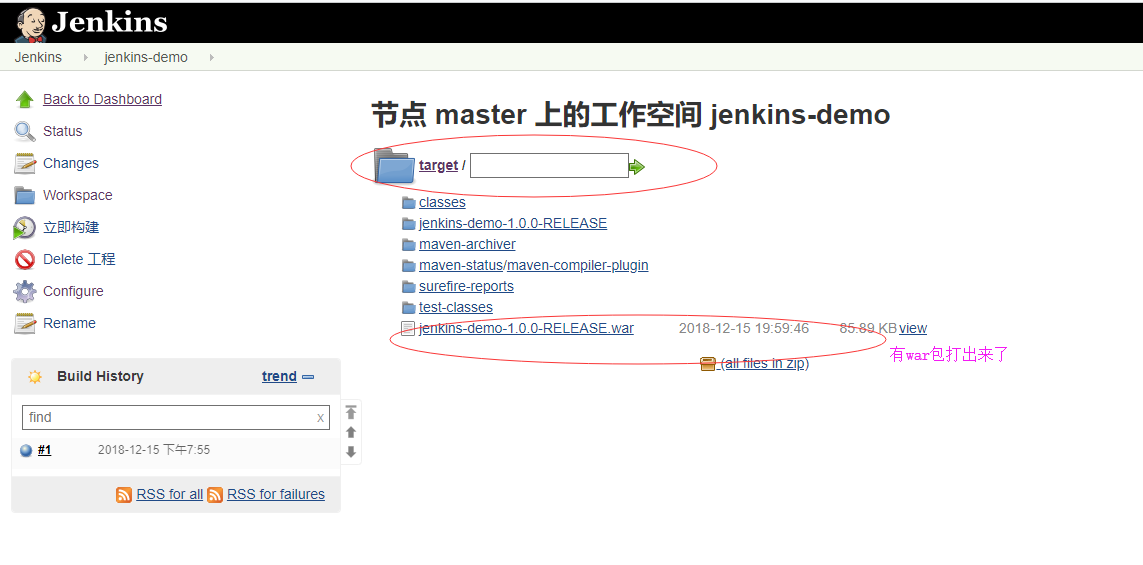 Jenkins
Jenkins jenkins-demo
Back to Dashboard
Status
Changes
Workspace
立即构建
Delete 工程
Configure
Rename
Build History trend
find x
#1 2018-12-15 下午7:55
RSS for all RSS for failures
节点 master 上的工作空间 jenkins-demo
target /
classes
jenkins-demo-1.0.0-RELEASE
maven-archiver
maven-status/maven-compiler-plugin
surefire-reports
test-classes
jenkins-demo-1.0.0-RELEASE.war 2018-12-15 19:59:46 85.89 KB view
有war包打出来了
(all files in zip)